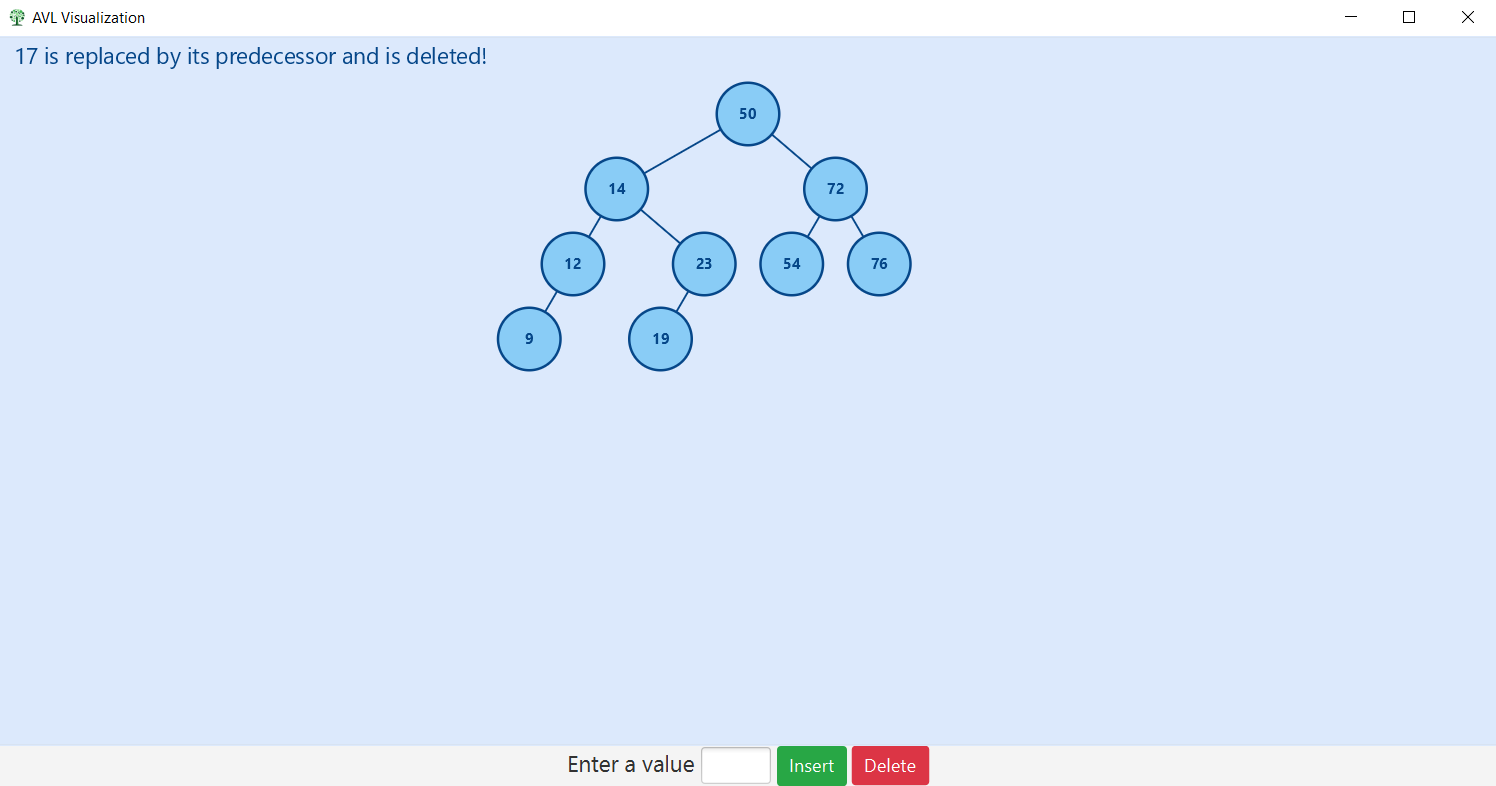 AVL Visualization
17 is replaced by its predecessor and is deleted!
50
14 72
12 23 54 76
9 19
Enter a value Insert Delete